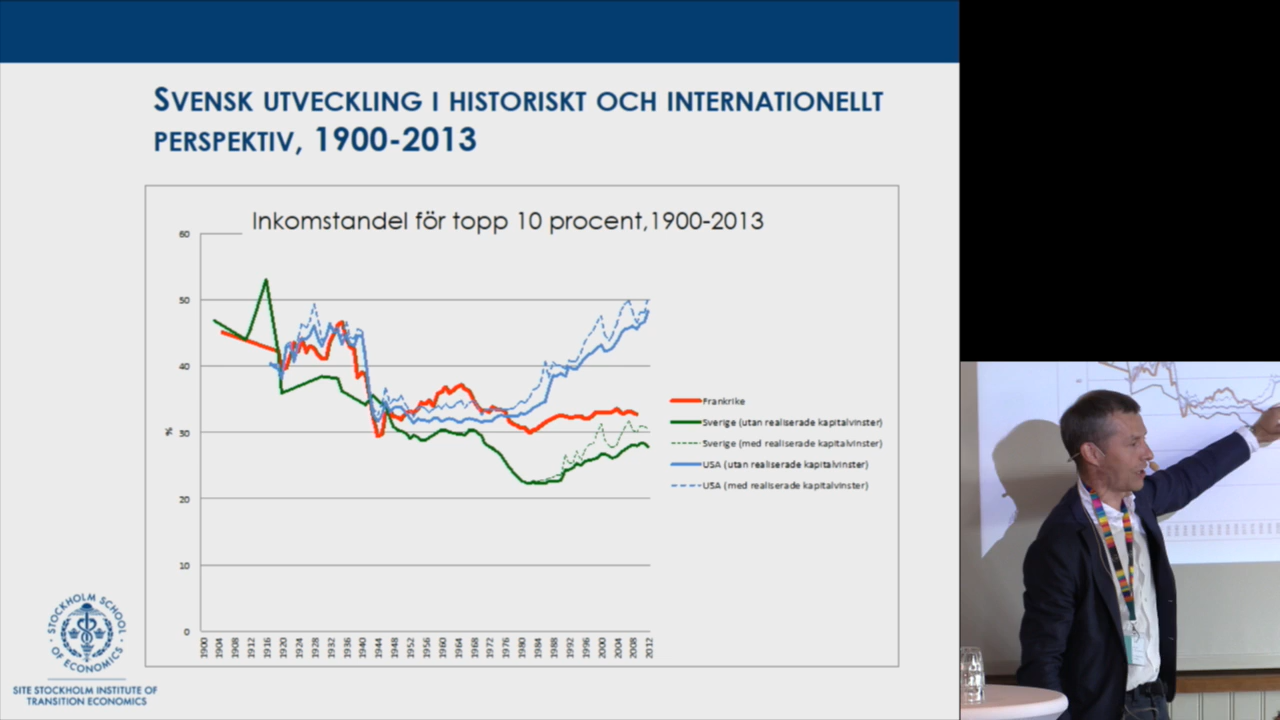 SVENSK UTVECKLING I HISTORISKT OCH INTERNATIONELLT
PERSPEKTIV, 1900-2013
Inkomstandel för topp 10 procent,1900-2013
60
50
40
30
20
10
0
%
1900 1904 1908 1912 1916 1920 1924 1928 1932 1936 1940 1944 1948 1952 1956 1960 1964 1968 1972 1976 1980 1984 1988 1992 1996 2000 2004 2008 2012
Frankrike
Sverige (utan realiserade kapitalvinster)
Sverige (med realiserade kapitalvinster)
USA (utan realiserade kapitalvinster)
USA (med realiserade kapitalvinster)
STOCKHOLM SCHOOL
OF ECONOMICS
SITE STOCKHOLM INSTITUTE OF
TRANSITION ECONOMICS